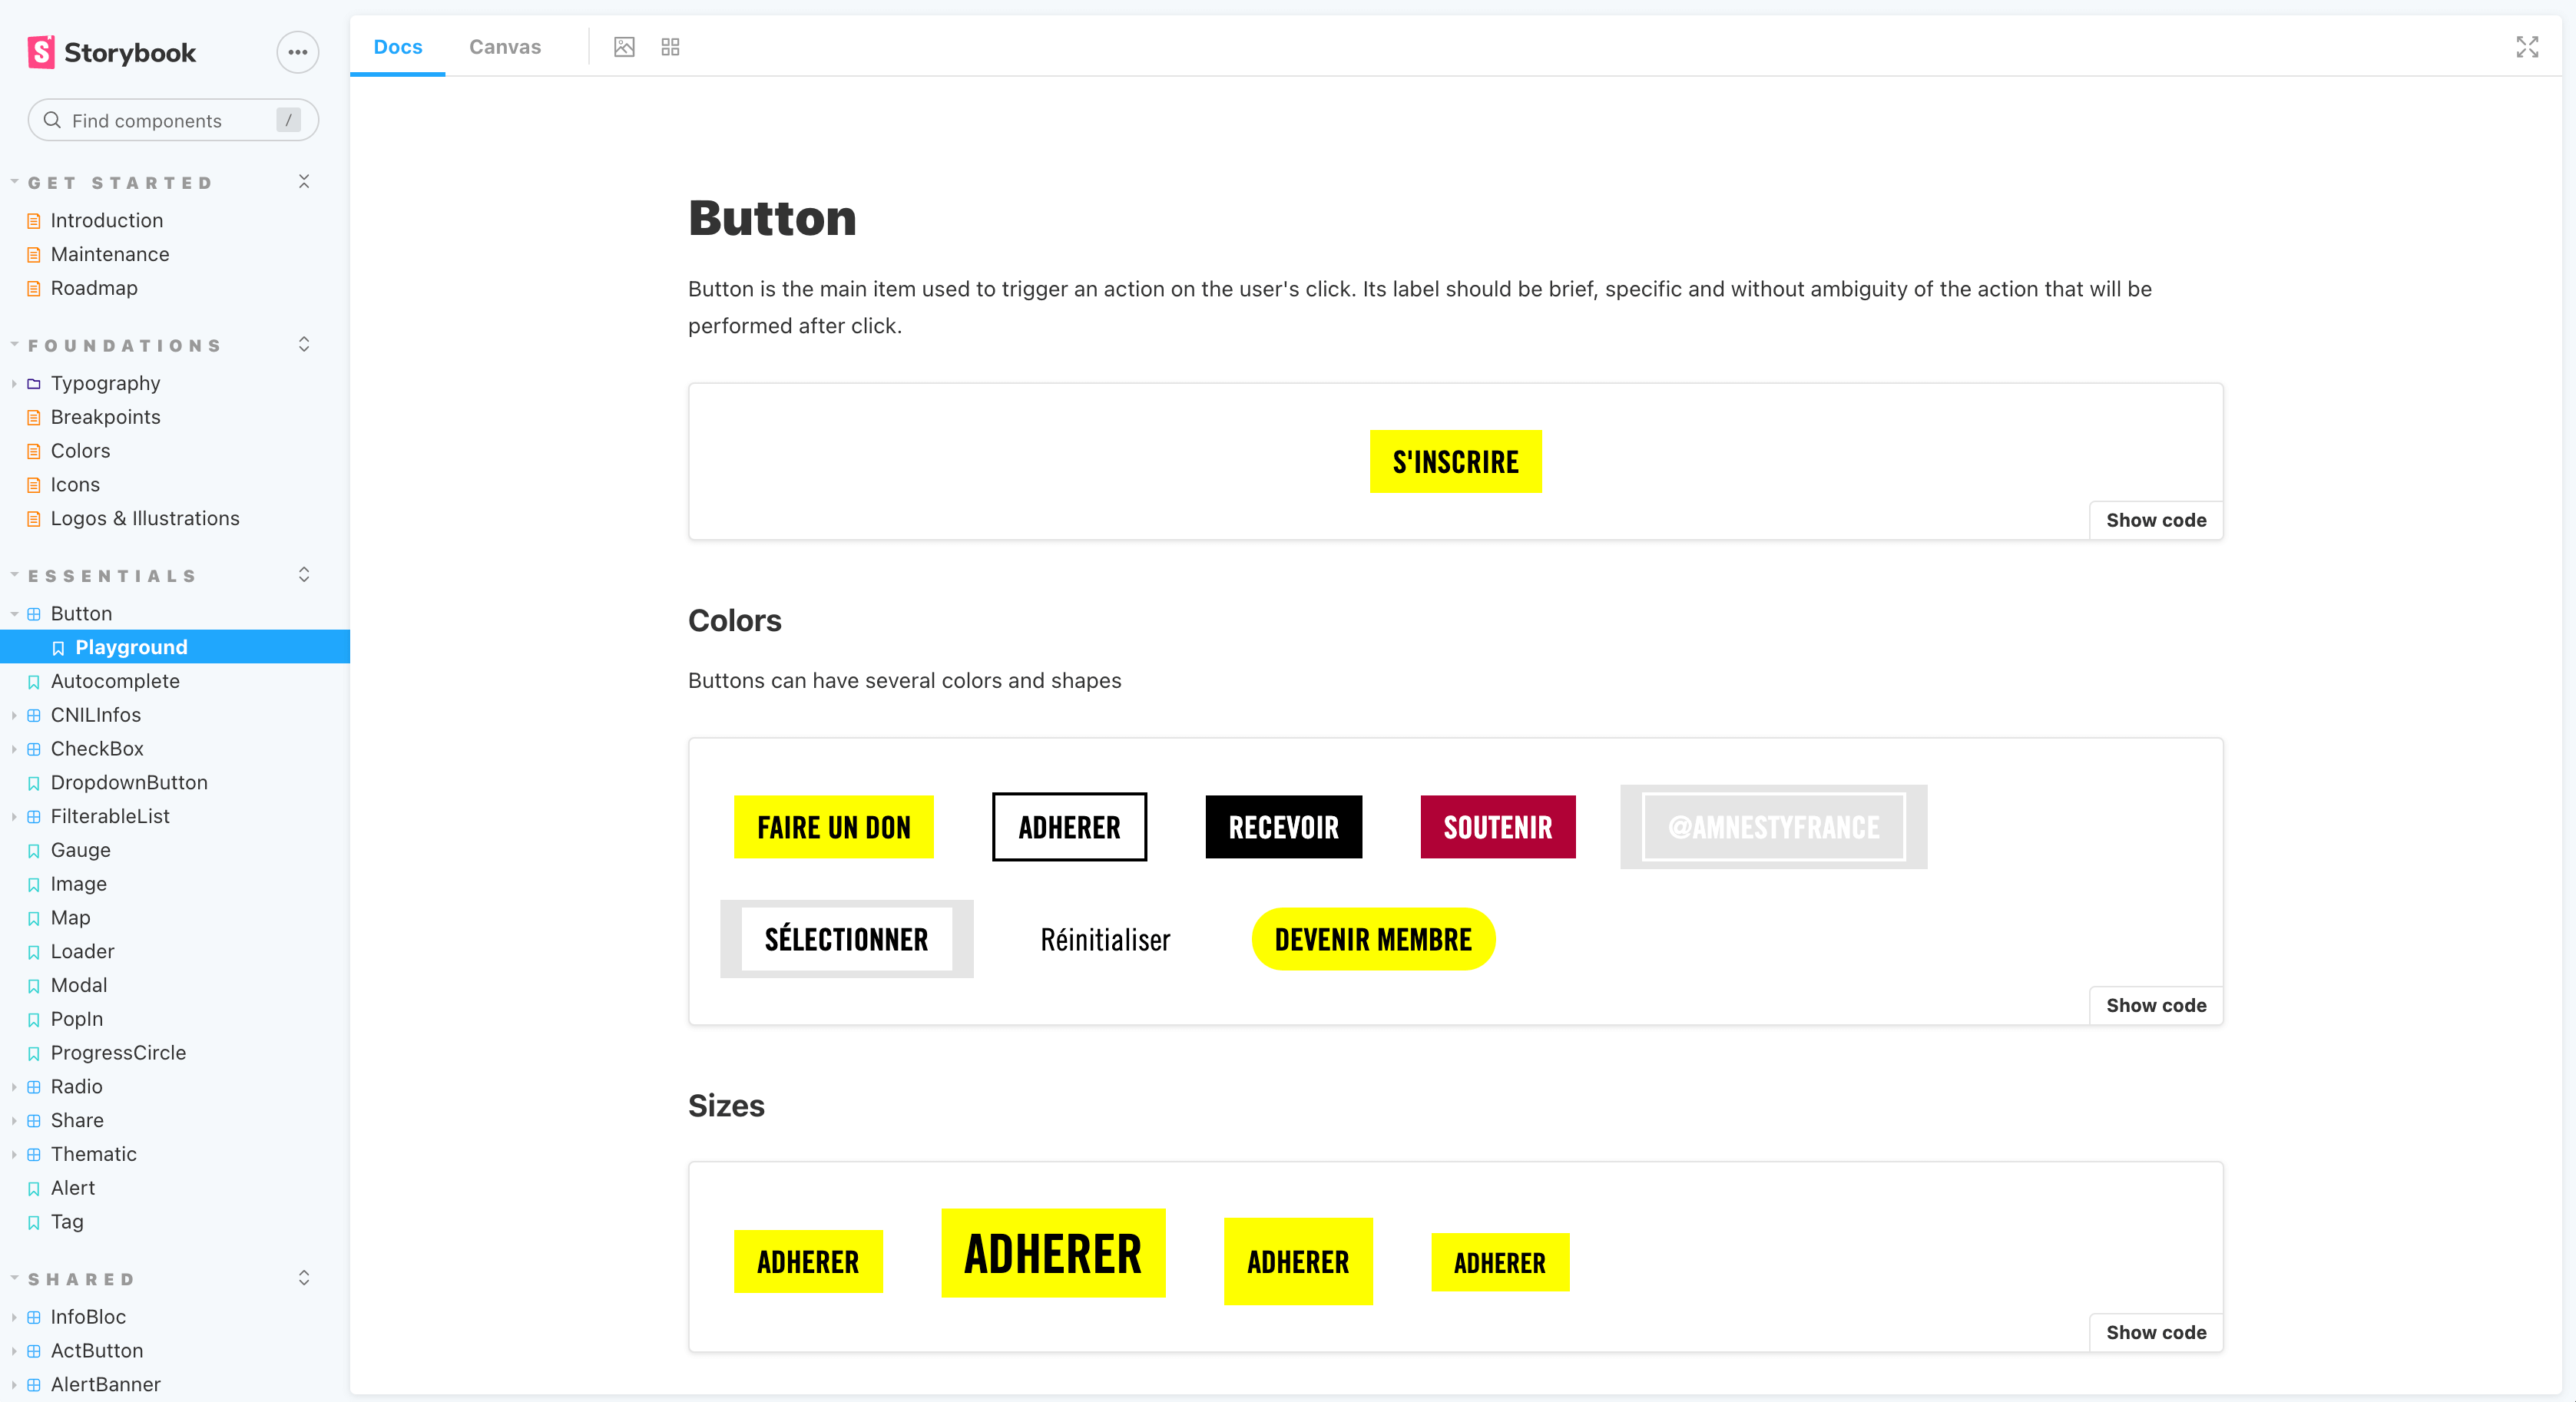 Storybook
Find components
/
GET STARTED
Introduction
Maintenance
Roadmap
FOUNDATIONS
Typography
Breakpoints
Colors
Icons
Logos & Illustrations
ESSENTIALS
Button
Playground
Autocomplete
CNILInfos
CheckBox
DropdownButton
FilterableList
Gauge
Image
Map
Loader
Modal
PopIn
ProgressCircle
Radio
Share
Thematic
Alert
Tag
SHARED
InfoBloc
ActButton
AlertBanner
Docs Canvas
Button
Button is the main item used to trigger an action on the user's click. Its label should be brief, specific and without ambiguity of the action that will be
performed after click.
S'INSCRIRE
Show code
Colors
Buttons can have several colors and shapes
FAIRE UN DON ADHERER RECEVOIR SOUTENIR @AMNESTYFRANCE
SÉLECTIONNER Réinitialiser DEVENIR MEMBRE
Show code
Sizes
ADHERER ADHERER ADHERER ADHERER
Show code